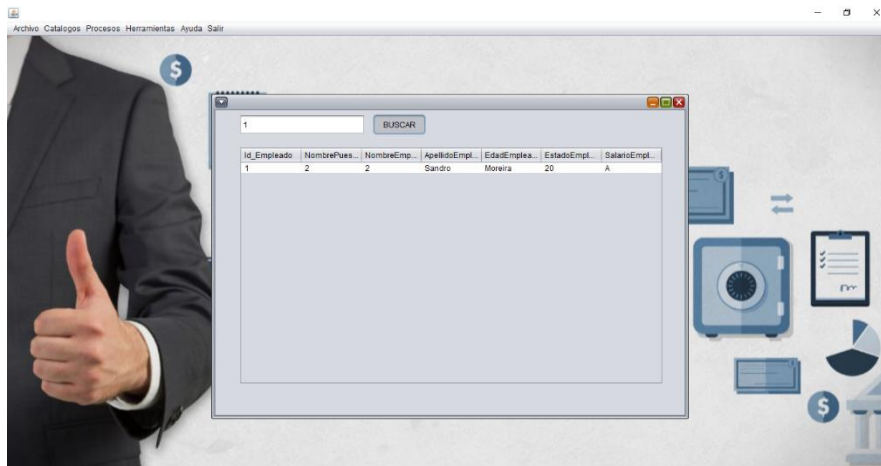 Archivo Catalogos Procesos Herramientas Ayuda Salir
$
1 BUSCAR
Id_Empleado NombrePues... NombreEmp... ApellidoEmpl... EdadEmplea... EstadoEmpl... SalarioEmpl...
1 2 2 Sandro Moreira 20 A
$